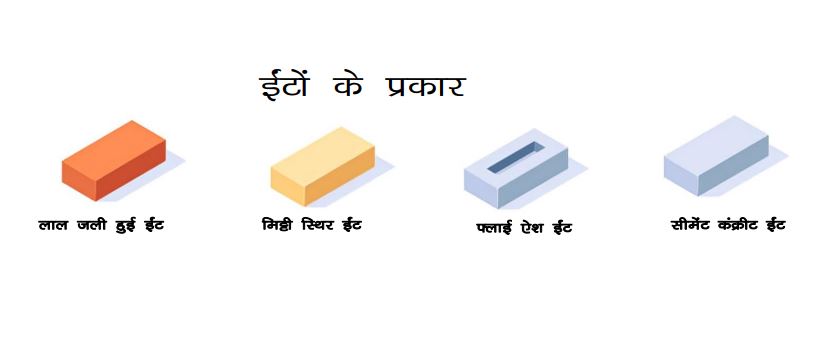 ईंटों के प्रकार
लाल जली हुई ईंट
मिट्टी स्थिर ईंट
फ्लाई ऐश ईंट
सीमेंट कंक्रीट ईंट